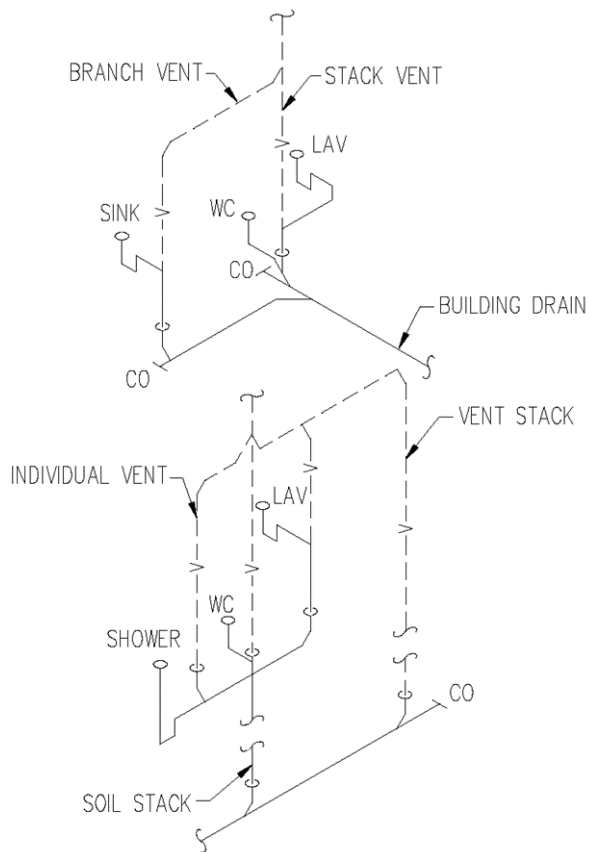 BRANCH VENT
STACK VENT
V
LAV
SINK
V
WC
CO
BUILDING DRAIN
CO
VENT STACK
INDIVIDUAL VENT
V
LAV
V
V
V
WC
SHOWER
CO
SOIL STACK